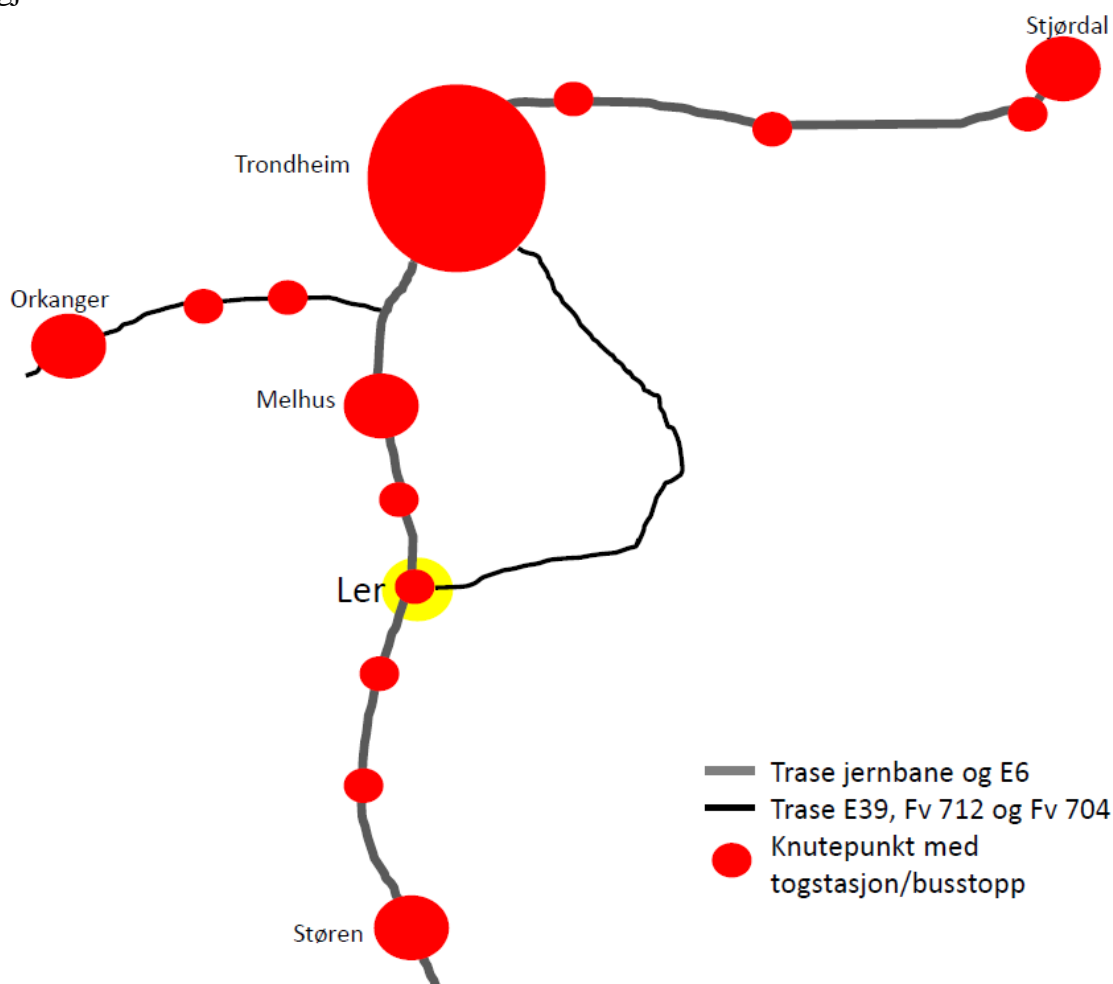 Stjørdal
Trondheim
Orkanger
Melhus
Ler
Trase jernbane og E6
Trase E39, Fv 712 og Fv 704
Knutepunkt med
togstasjon/busstopp
Støren